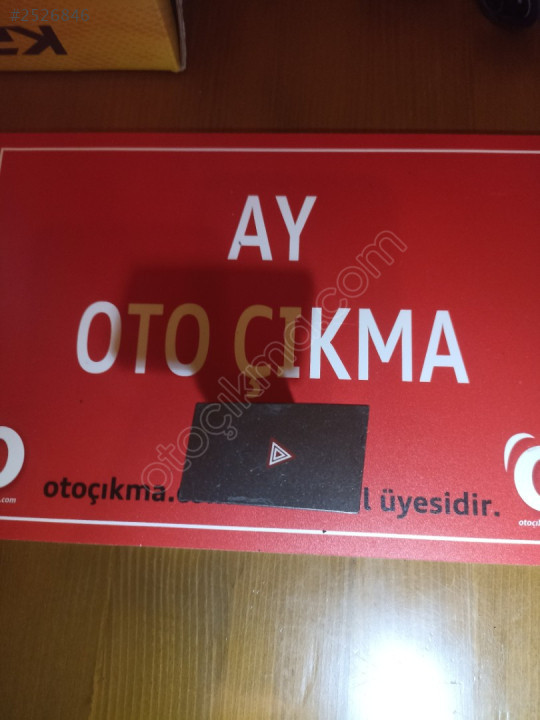 #2526846
AY
OTO ÇIKMA
otoçıkma. l üyesidir.
otoçıkma.com